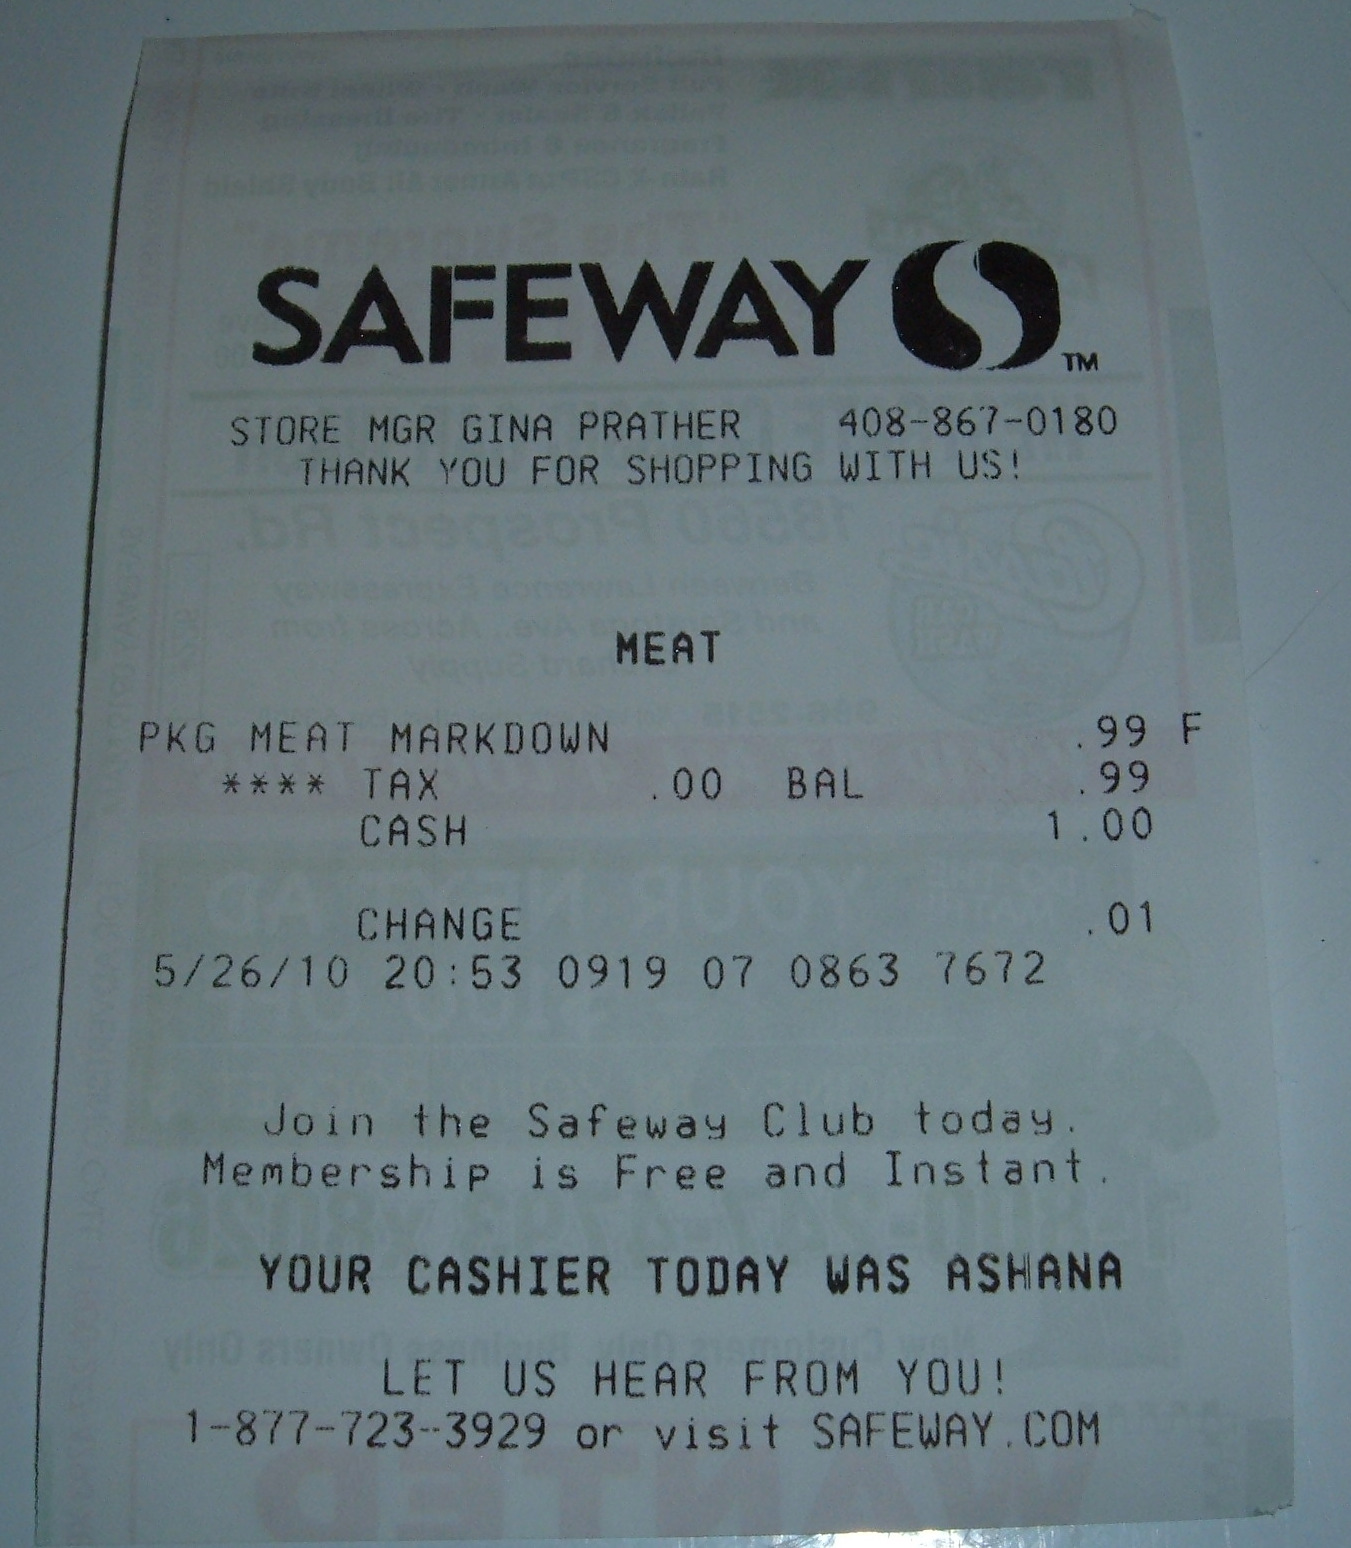 SAFEWAY TM
STORE MGR GINA PRATHER 408-867-0180
THANK YOU FOR SHOPPING WITH US!
MEAT
PKG MEAT MARKDOWN .99 F
**** TAX .00 BAL .99
CASH 1.00
CHANGE .01
5/26/10 20:53 0919 07 0863 7672
Join the Safeway Club today.
Membership is Free and Instant.
YOUR CASHIER TODAY WAS ASHANA
LET US HEAR FROM YOU!
1-877-723-3929 or visit SAFEWAY.COM